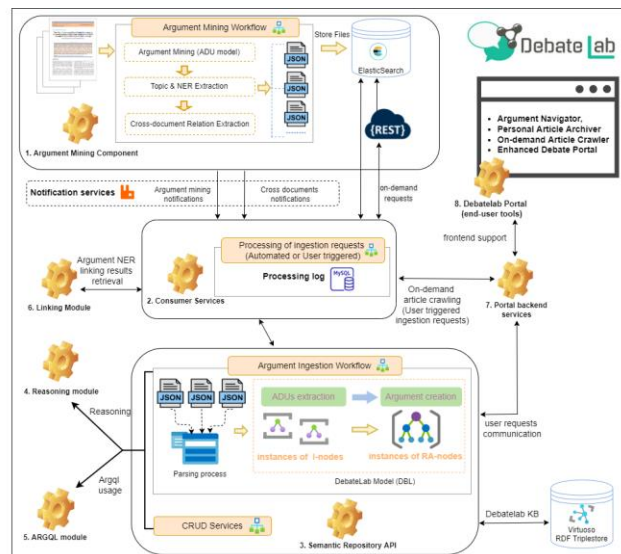 Argument Mining Workflow
Store Files
Argument Mining (ADU model)
JSON
ElasticSearch
Topic & NER Extraction
JSON
Cross-document Relation Extraction
JSON
{REST}
1. Argument Mining Component
Debate Lab
• Argument Navigator,
• Personal Article Archiver
• On-demand Article Crawler
• Enhanced Debate Portal
Notification services
Argument mining
notifications
Cross documents
notifications
on-demand
requests
8. Debatelab Portal
(end-user tools)
frontend support
Processing of ingestion requests
(Automated or User triggered)
Processing log
MySQL
2. Consumer Services
Argument NER
linking results
retrieval
6. Linking Module
On-demand
article crawling
(User triggered
ingestion requests)
7. Portal backend
services
Argument Ingestion Workflow
JSON
JSON
JSON
ADUs extraction
Argument creation
Parsing process
instances of I-nodes
instances of RA-nodes
DebateLab Model (DBL)
4. Reasoning module
Reasoning
Argql
usage
5. ARGQL module
user requests
communication
CRUD Services
3. Semantic Repository API
Debatelab KB
Virtuoso
RDF Triplestore